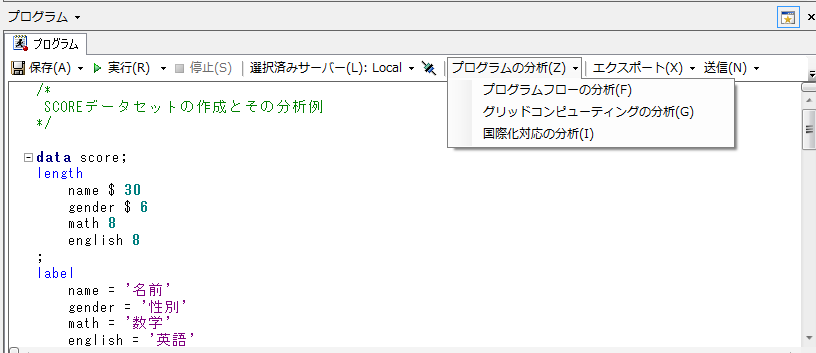 プログラム
プログラム
保存(A) 実行(R) 停止(S) 選択済みサーバー(L): Local プログラムの分析(Z) エクスポート(X) 送信(N)
プログラムフローの分析(F)
グリッドコンピューティングの分析(G)
国際化対応の分析(I)
/*
SCOREデータセットの作成とその分析例
*/
data score;
length
name $ 30
gender $ 6
math 8
english 8
;
label
name = '名前'
gender = '性別'
math = '数学'
english = '英語'